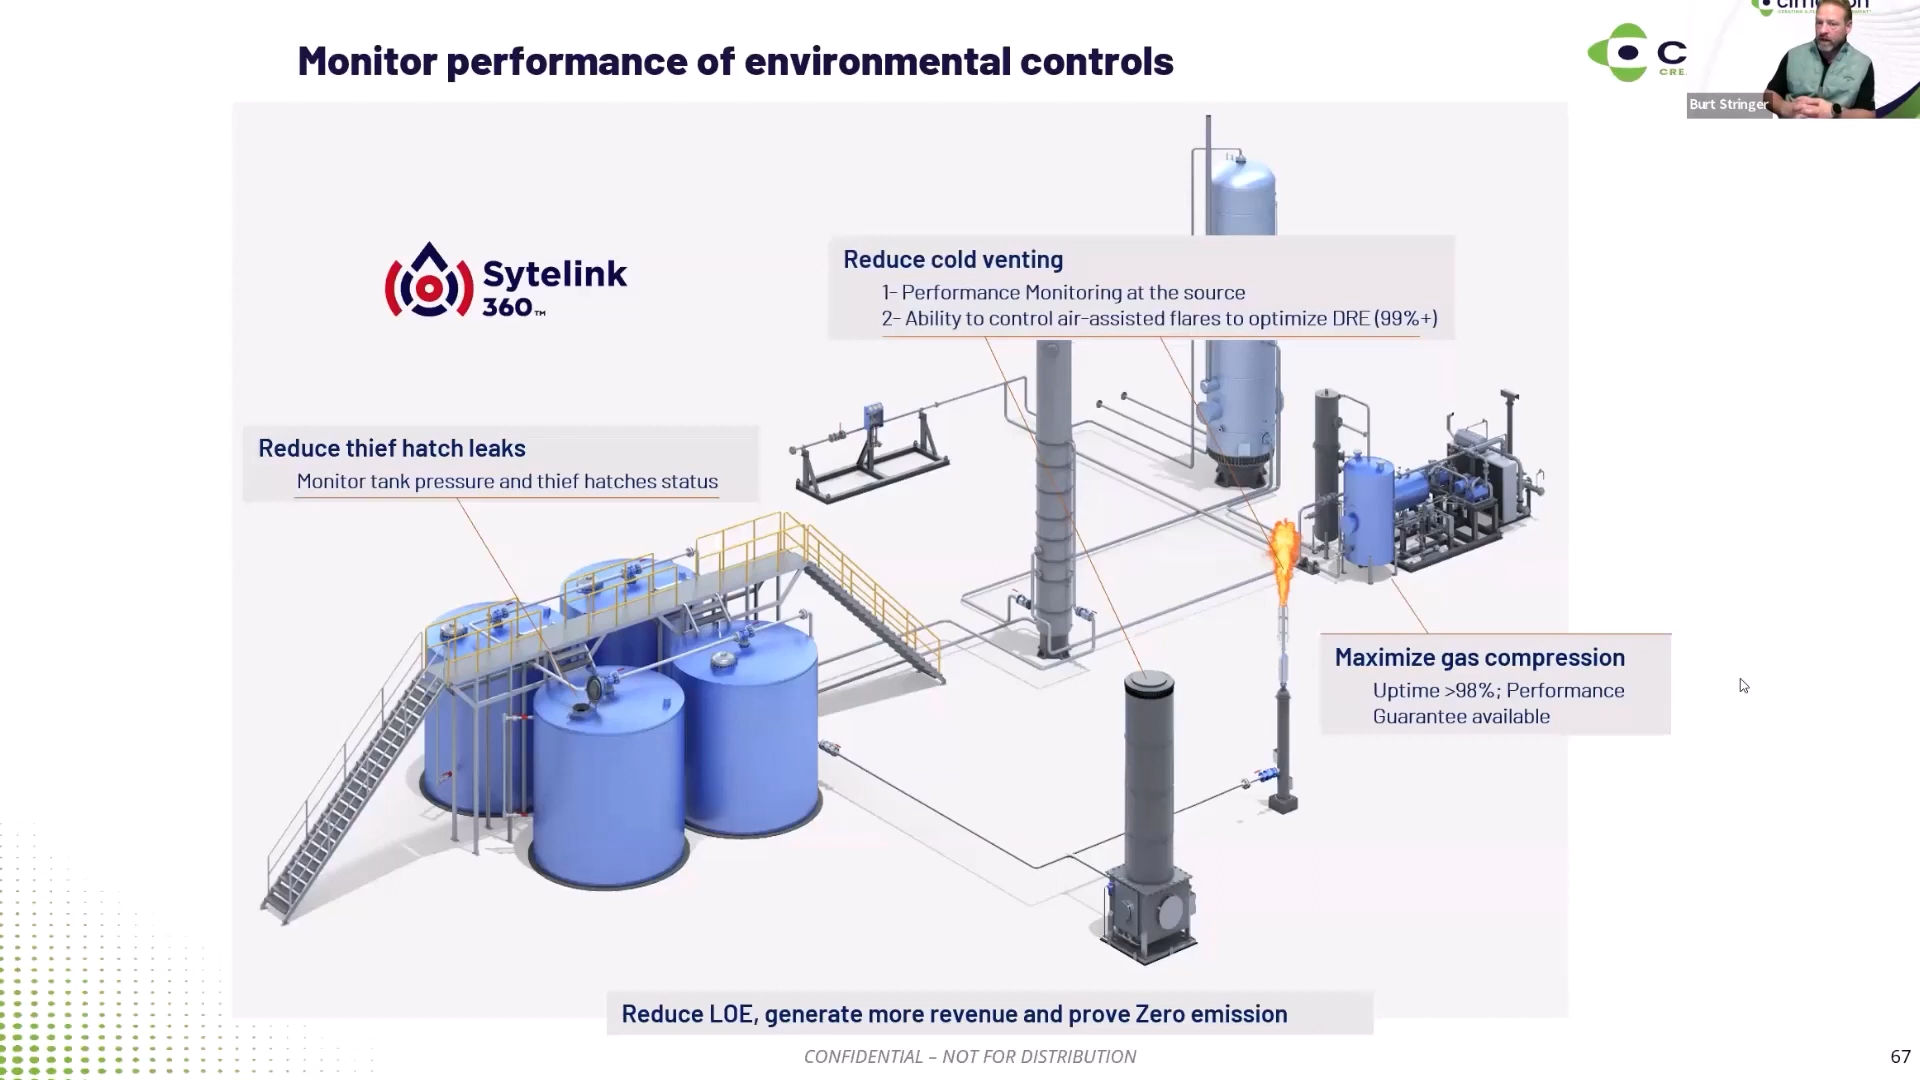 Monitor performance of environmental controls
C
CRE
Burt Stringer
Sytelink
360™
Reduce cold venting
1- Performance Monitoring at the source
2- Ability to control air-assisted flares to optimize DRE (99%+)
Reduce thief hatch leaks
Monitor tank pressure and thief hatches status
Maximize gas compression
Uptime >98%; Performance
Guarantee available
Reduce LOE, generate more revenue and prove Zero emission
CONFIDENTIAL – NOT FOR DISTRIBUTION
67